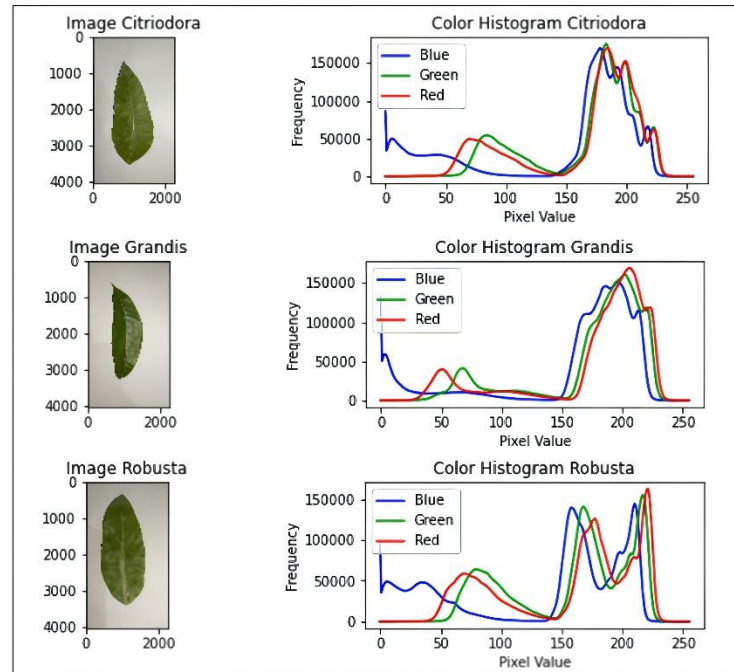 Image Citriodora
0
1000
2000
3000
4000
0 2000
Color Histogram Citriodora
Frequency
150000
100000
50000
0
Blue
Green
Red
0 50 100 150 200 250
Pixel Value
Image Grandis
0
1000
2000
3000
4000
0 2000
Color Histogram Grandis
Frequency
150000
100000
50000
0
Blue
Green
Red
0 50 100 150 200 250
Pixel Value
Image Robusta
0
1000
2000
3000
4000
0 2000
Color Histogram Robusta
Frequency
150000
100000
50000
0
Blue
Green
Red
0 50 100 150 200 250
Pixel Value